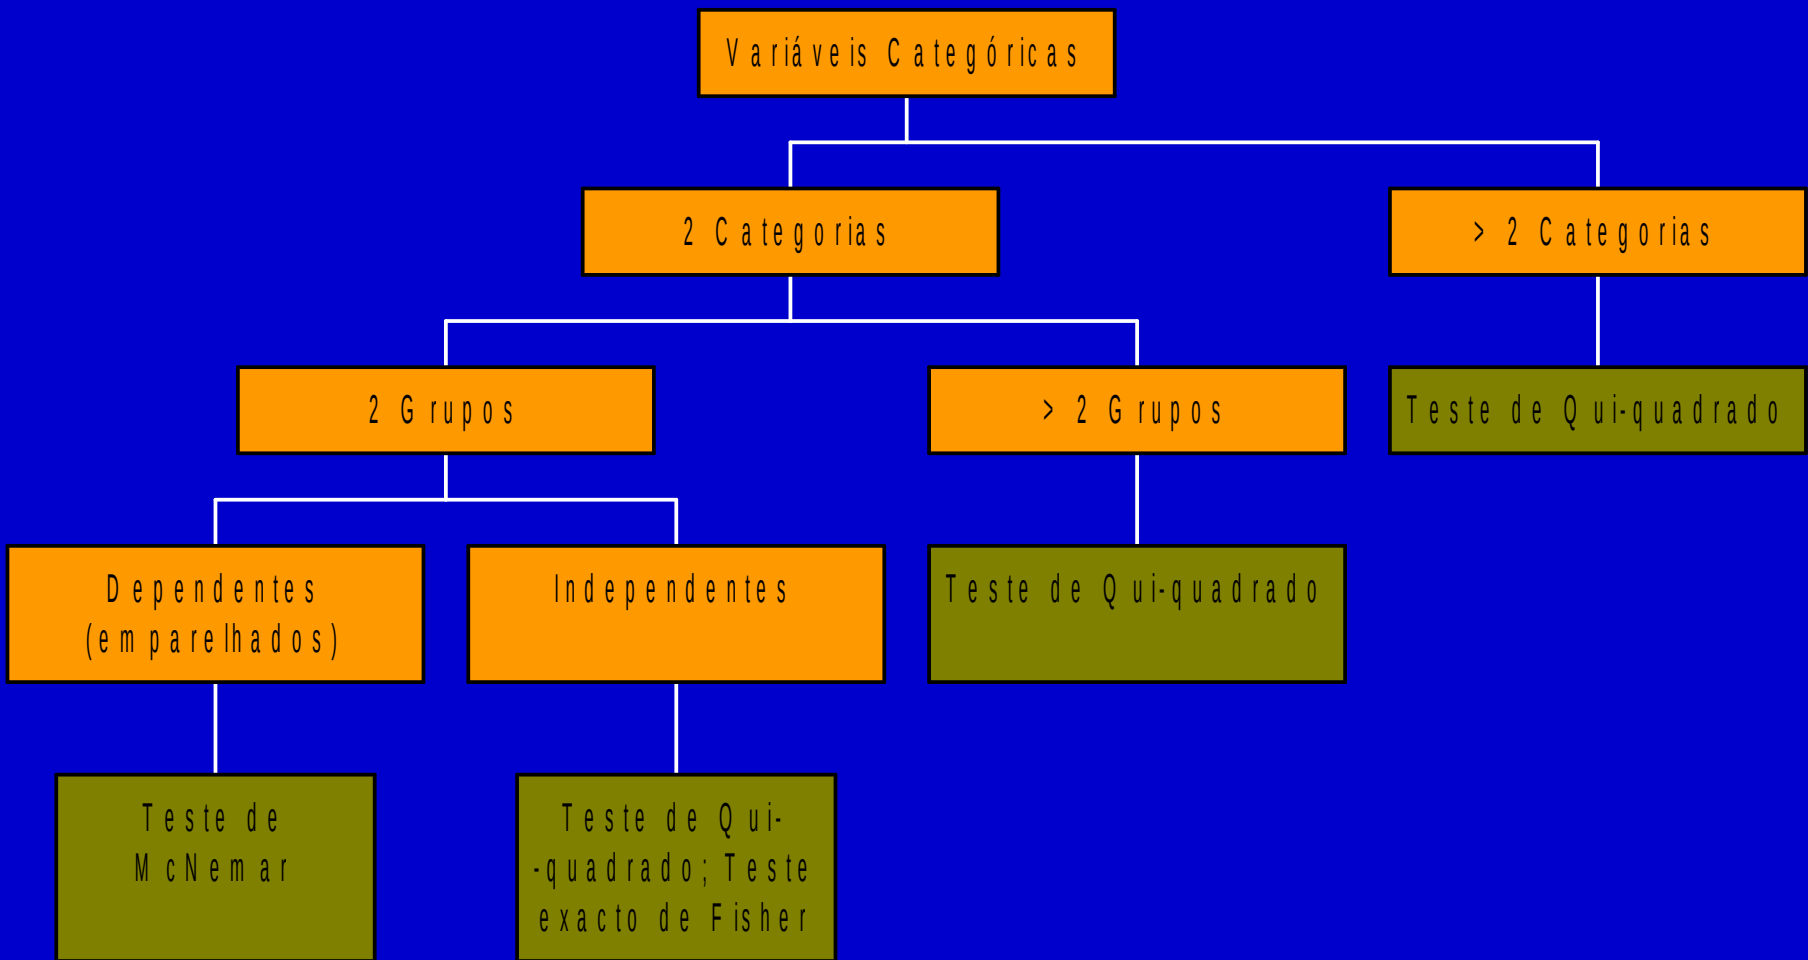 Variáveis Categóricas
2 Categorias
> 2 Categorias
2 Grupos
> 2 Grupos
Teste de Qui-quadrado
Dependentes
(emparelhados)
Independentes
Teste de Qui-quadrado
Teste de
McNemar
Teste de Qui-
-quadrado; Teste
exacto de Fisher